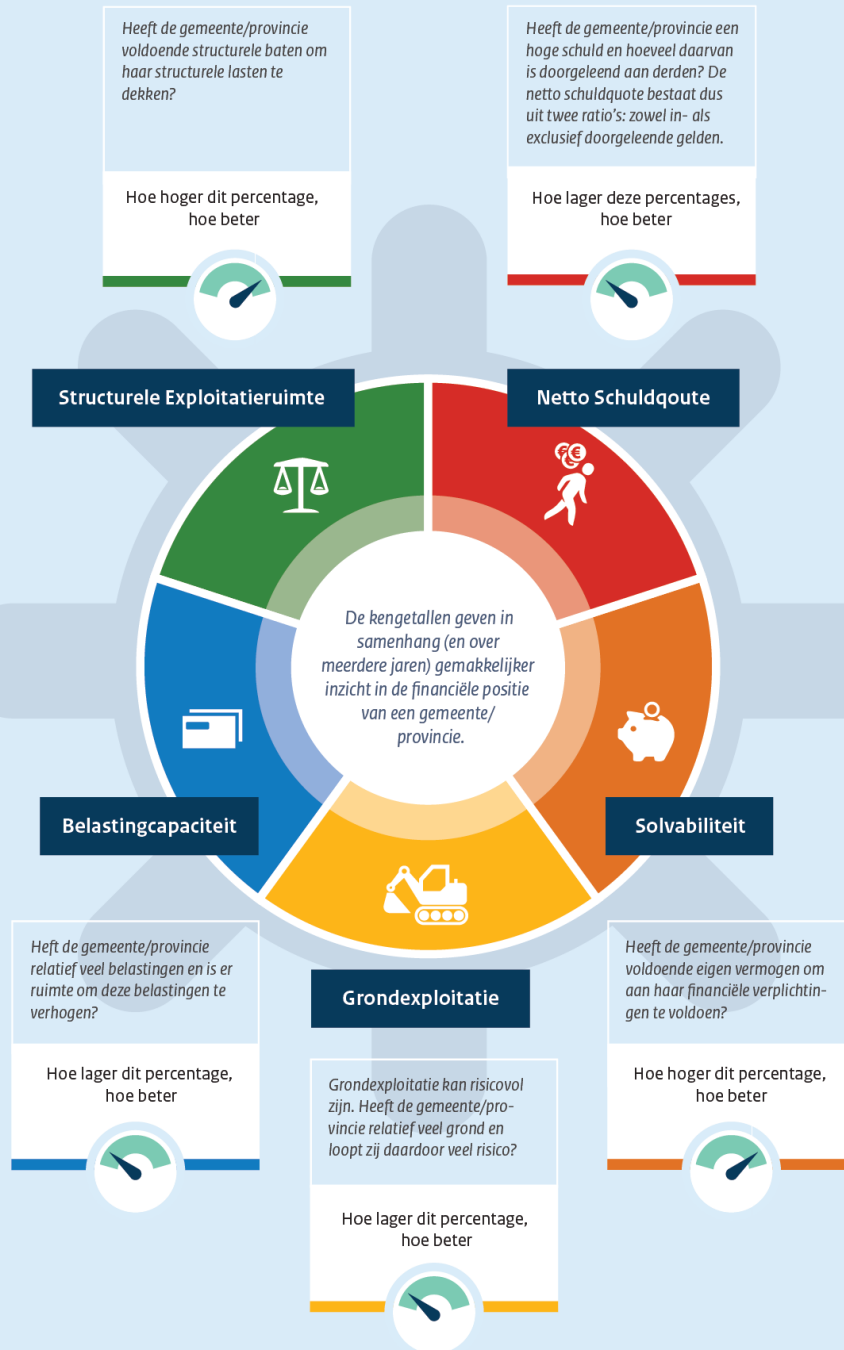 Heeft de gemeente/provincie
voldoende structurele baten om
haar structurele lasten te
dekken?
Hoe hoger dit percentage,
hoe beter
Heeft de gemeente/provincie een
hoge schuld en hoeveel daarvan
is doorgeleend aan derden? De
netto schuldquote bestaat dus
uit twee ratio's: zowel in- als
exclusief doorgeleende gelden.
Hoe lager deze percentages,
hoe beter
Structurele Exploitatieruimte
Netto Schuldqoute
De kengetallen geven in
samenhang (en over
meerdere jaren) gemakkelijker
inzicht in de financiële positie
van een gemeente/
provincie.
Belastingcapaciteit
Solvabiliteit
Heft de gemeente/provincie
relatief veel belastingen en is er
ruimte om deze belastingen te
verhogen?
Hoe lager dit percentage,
hoe beter
Grondexploitatie
Grondexploitatie kan risicovol
zijn. Heeft de gemeente/pro-
vincie relatief veel grond en
loopt zij daardoor veel risico?
Hoe lager dit percentage,
hoe beter
Heeft de gemeente/provincie
voldoende eigen vermogen om
aan haar financiële verplichtin-
gen te voldoen?
Hoe hoger dit percentage,
hoe beter